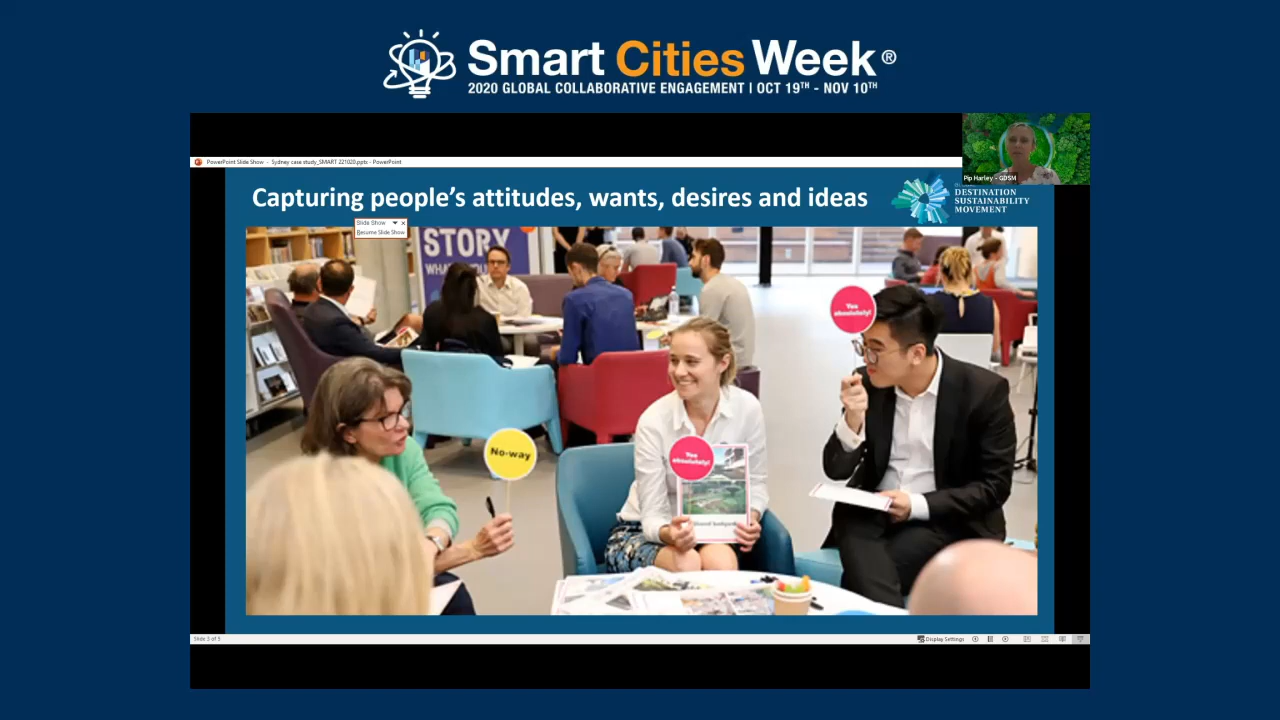 Smart Cities Week®
2020 GLOBAL COLLABORATIVE ENGAGEMENT | OCT 19TH - NOV 10TH
PowerPoint Slide Show - Sydney case study_SMART 221020.pptx - PowerPoint
Pip Harley - GDSM
Capturing people's attitudes, wants, desires and ideas
DESTINATION
SUSTAINABILITY
MOVEMENT
Slide Show
Resume Slide Show
STORY
Yes
absolutely!
No-way
Yes
absolutely!
Slide 3 of 5
Display Settings